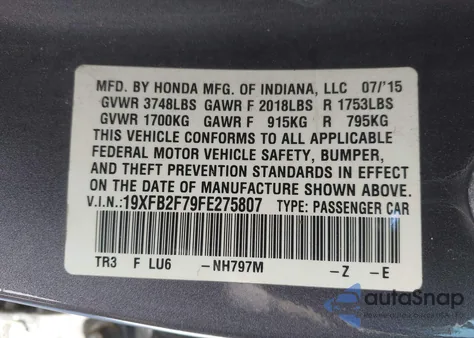 MFD. BY HONDA MFG. OF INDIANA, LLC 07/'15
GVWR 3748LBS GAWR F 2018LBS R 1753LBS
GVWR 1700KG GAWR F 915KG R 795KG
THIS VEHICLE CONFORMS TO ALL APPLICABLE
FEDERAL MOTOR VEHICLE SAFETY, BUMPER,
AND THEFT PREVENTION STANDARDS IN EFFECT
ON THE DATE OF MANUFACTURE SHOWN ABOVE.
V.I.N.:19XFB2F79FE275807 TYPE: PASSENGER CAR
TR3 F LU6 -NH797M -Z -E
autoSnap